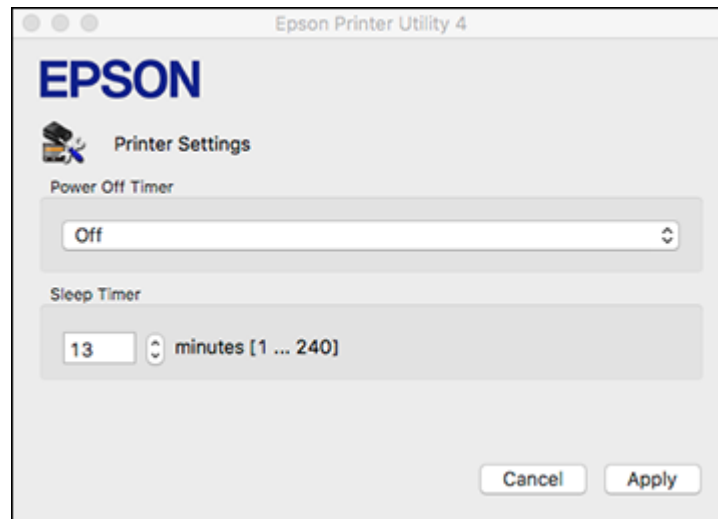 Epson Printer Utility 4
EPSON
Printer Settings
Power Off Timer
Off
Sleep Timer
13 minutes [1 ... 240]
Cancel Apply